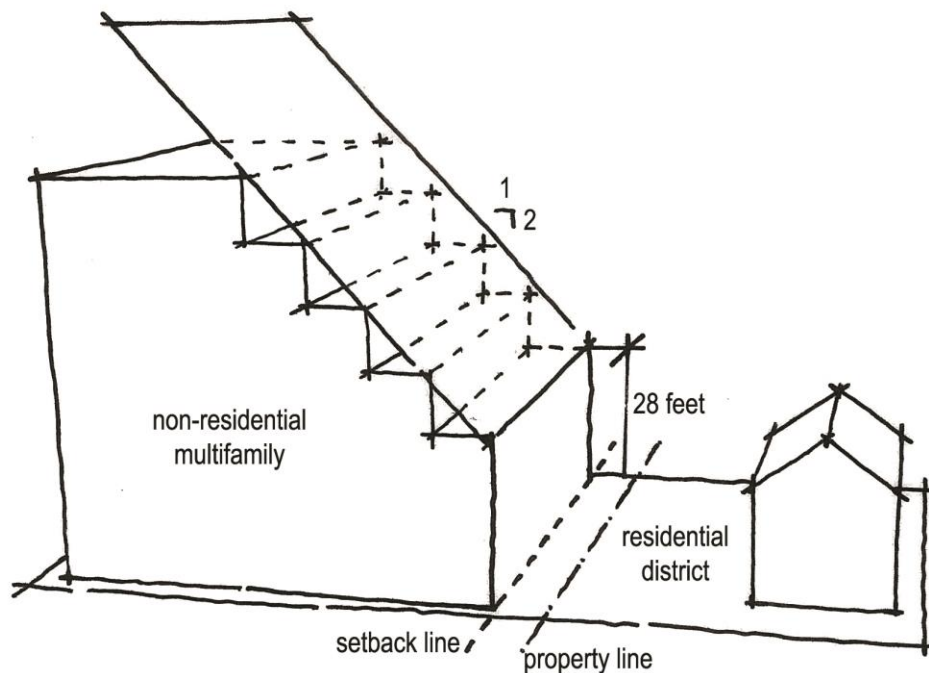 1
2
28 feet
non-residential
multifamily
residential
district
setback line
property line